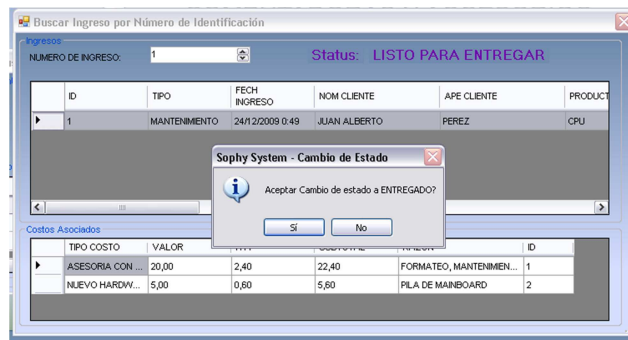 Buscar Ingreso por Número de Identificación
Ingresos
NUMERO DE INGRESO: 1 Status: LISTO PARA ENTREGAR
ID TIPO FECH INGRESO NOM CLIENTE APE CLIENTE PRODUCT
1 MANTENIMIENTO 24/12/2009 0:49 JUAN ALBERTO PEREZ CPU
Sophy System - Cambio de Estado
Aceptar Cambio de estado a ENTREGADO?
Sí No
Costos Asociados
TIPO COSTO VALOR ID
ASESORIA CON ... 20,00 2,40 22,40 FORMATEO, MANTENIMIEN... 1
NUEVO HARDW... 5,00 0,60 5,60 PILA DE MAINBOARD 2